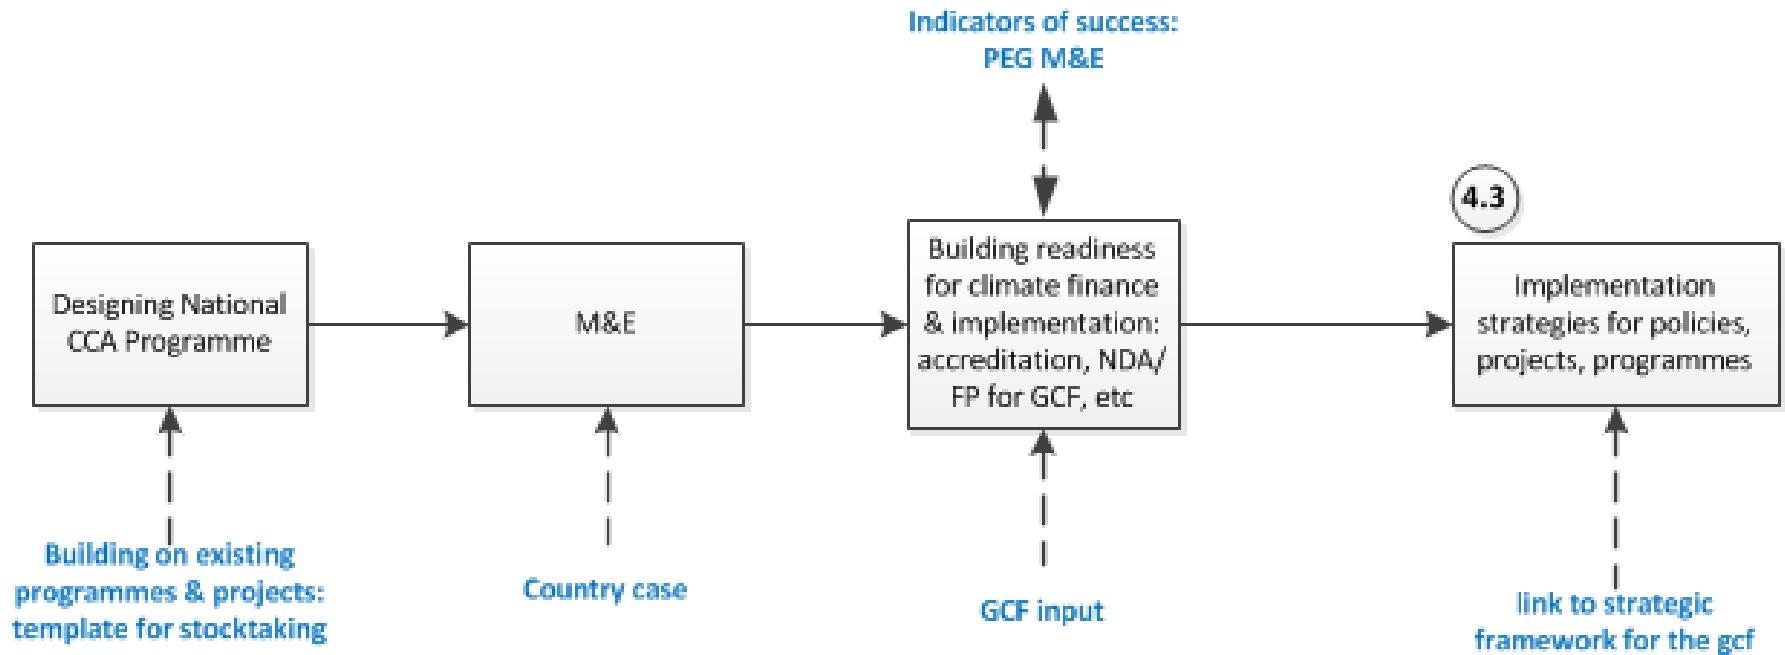 Indicators of success:
PEG M&E
4.3
Designing National
CCA Programme
M&E
Building readiness
for climate finance
& implementation:
accreditation, NDA/
FP for GCF, etc
Implementation
strategies for policies,
projects, programmes
Building on existing
programmes & projects:
template for stocktaking
Country case
GCF input
link to strategic
framework for the gcf